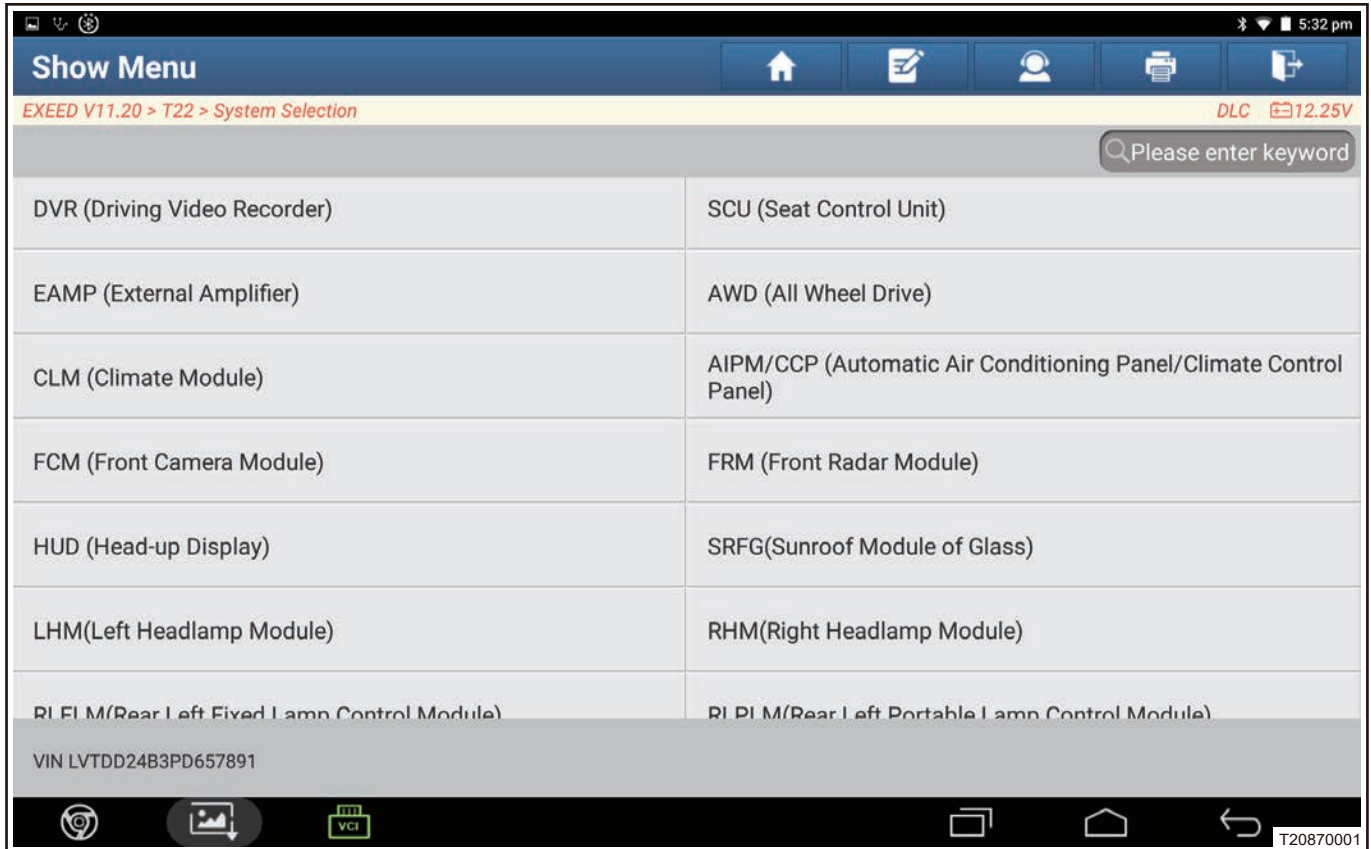 5:32 pm
Show Menu
EXEED V11.20 > T22 > System Selection
DLC 12.25V
Please enter keyword
DVR (Driving Video Recorder)
SCU (Seat Control Unit)
EAMP (External Amplifier)
AWD (All Wheel Drive)
CLM (Climate Module)
AIPM/CCP (Automatic Air Conditioning Panel/Climate Control
Panel)
FCM (Front Camera Module)
FRM (Front Radar Module)
HUD (Head-up Display)
SRFG(Sunroof Module of Glass)
LHM(Left Headlamp Module)
RHM(Right Headlamp Module)
RLFLM(Rear Left Fixed Lamp Control Module)
RLPLM(Rear Left Portable Lamp Control Module)
VIN LVTDD24B3PD657891
VCI
T20870001